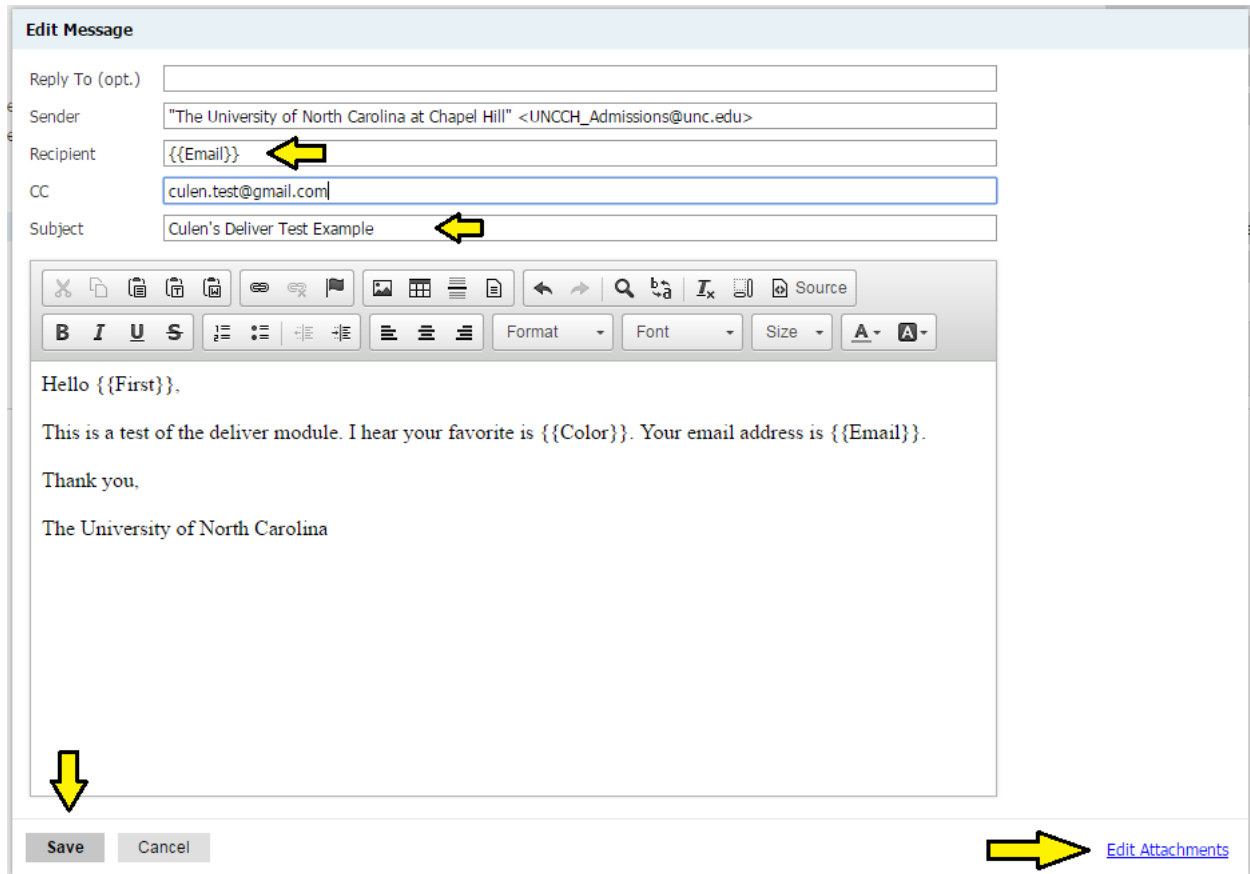 Edit Message
Reply To (opt.)
Sender "The University of North Carolina at Chapel Hill" <UNCCH_Admissions@unc.edu>
Recipient {{Email}}
CC culen.test@gmail.com
Subject Culen's Deliver Test Example
Source
B I U S Format Font Size A A
Hello {{First}},
This is a test of the deliver module. I hear your favorite is {{Color}}. Your email address is {{Email}}.
Thank you,
The University of North Carolina
Save Cancel Edit Attachments